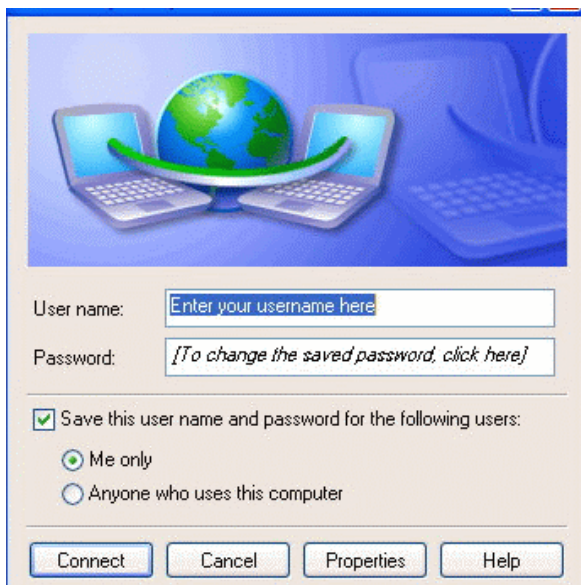 User name:
Enter your username here
Password:
[To change the saved password, click here]
Save this user name and password for the following users:
Me only
Anyone who uses this computer
Connect Cancel Properties Help